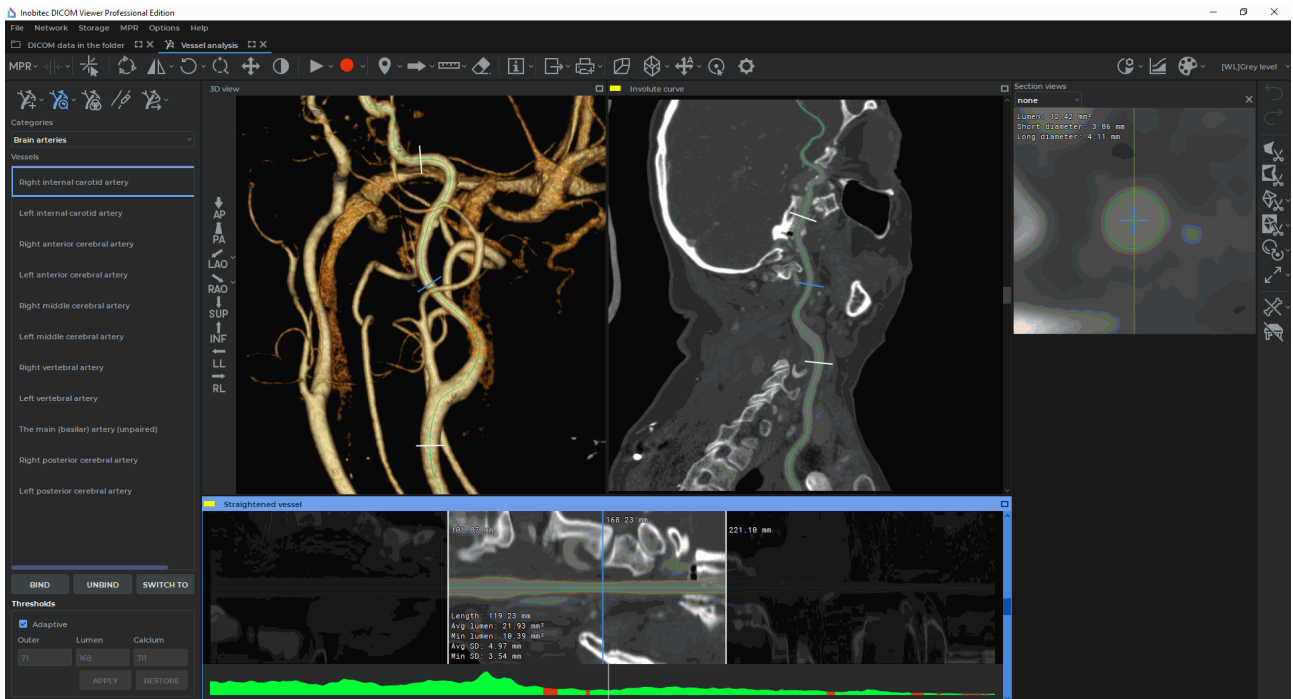 Inobitec DICOM Viewer Professional Edition
File Network Storage MPR Options Help
DICOM data in the folder Vessel analysis
MPR [WL]Grey level
Categories
Brain arteries
Vessels
Right internal carotid artery
Left internal carotid artery
Right anterior cerebral artery
Left anterior cerebral artery
Right middle cerebral artery
Left middle cerebral artery
Right vertebral artery
Left vertebral artery
The main (basilar) artery (unpaired)
Right posterior cerebral artery
Left posterior cerebral artery
BIND UNBIND SWITCH TO
Thresholds
Adaptive
Outer Lumen Calcium
71 168 311
APPLY RESTORE
3D view
AP
PA
LAO
RAO
SUP
INF
LL
RL
Involute curve
Section views
none
Lumen: 12.42 mm²
Short diameter: 3.86 mm
Long diameter: 4.11 mm
Straightened vessel
101.87 mm 168.23 mm 221.10 mm
Length: 119.23 mm
Avg lumen: 21.93 mm²
Min lumen: 10.39 mm²
Avg SD: 4.97 mm
Min SD: 3.54 mm